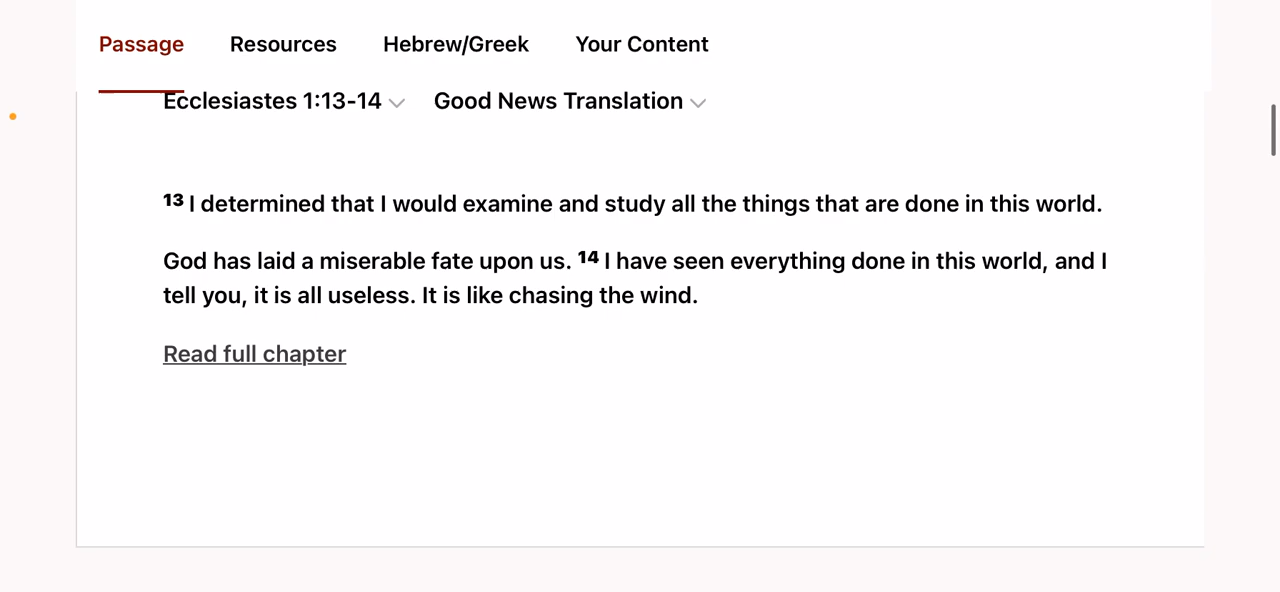 Passage Resources Hebrew/Greek Your Content
Ecclesiastes 1:13-14 Good News Translation
13 I determined that I would examine and study all the things that are done in this world.
God has laid a miserable fate upon us. 14 I have seen everything done in this world, and I
tell you, it is all useless. It is like chasing the wind.
Read full chapter